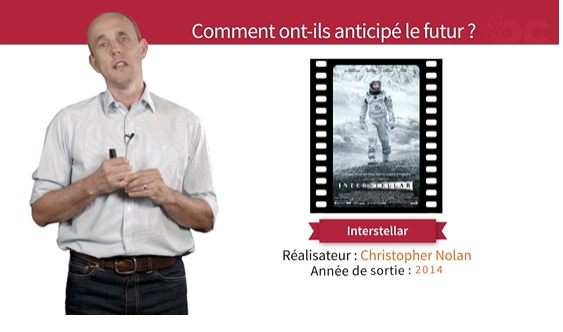 Comment ont-ils anticipé le futur ?
INTERSTELLAR
Interstellar
Réalisateur : Christopher Nolan
Année de sortie : 2014